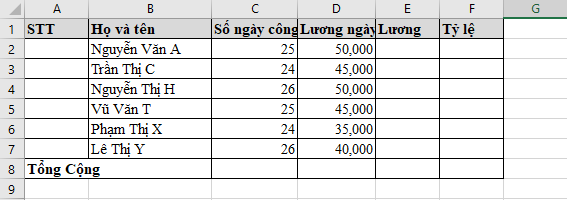 A B C D E F G
1 STT Họ và tên Số ngày công Lương ngày Lương Tỷ lệ
2 Nguyễn Văn A 25 50,000
3 Trần Thị C 24 45,000
4 Nguyễn Thị H 26 50,000
5 Vũ Văn T 25 45,000
6 Phạm Thị X 24 35,000
7 Lê Thị Y 26 40,000
8 Tổng Cộng
9